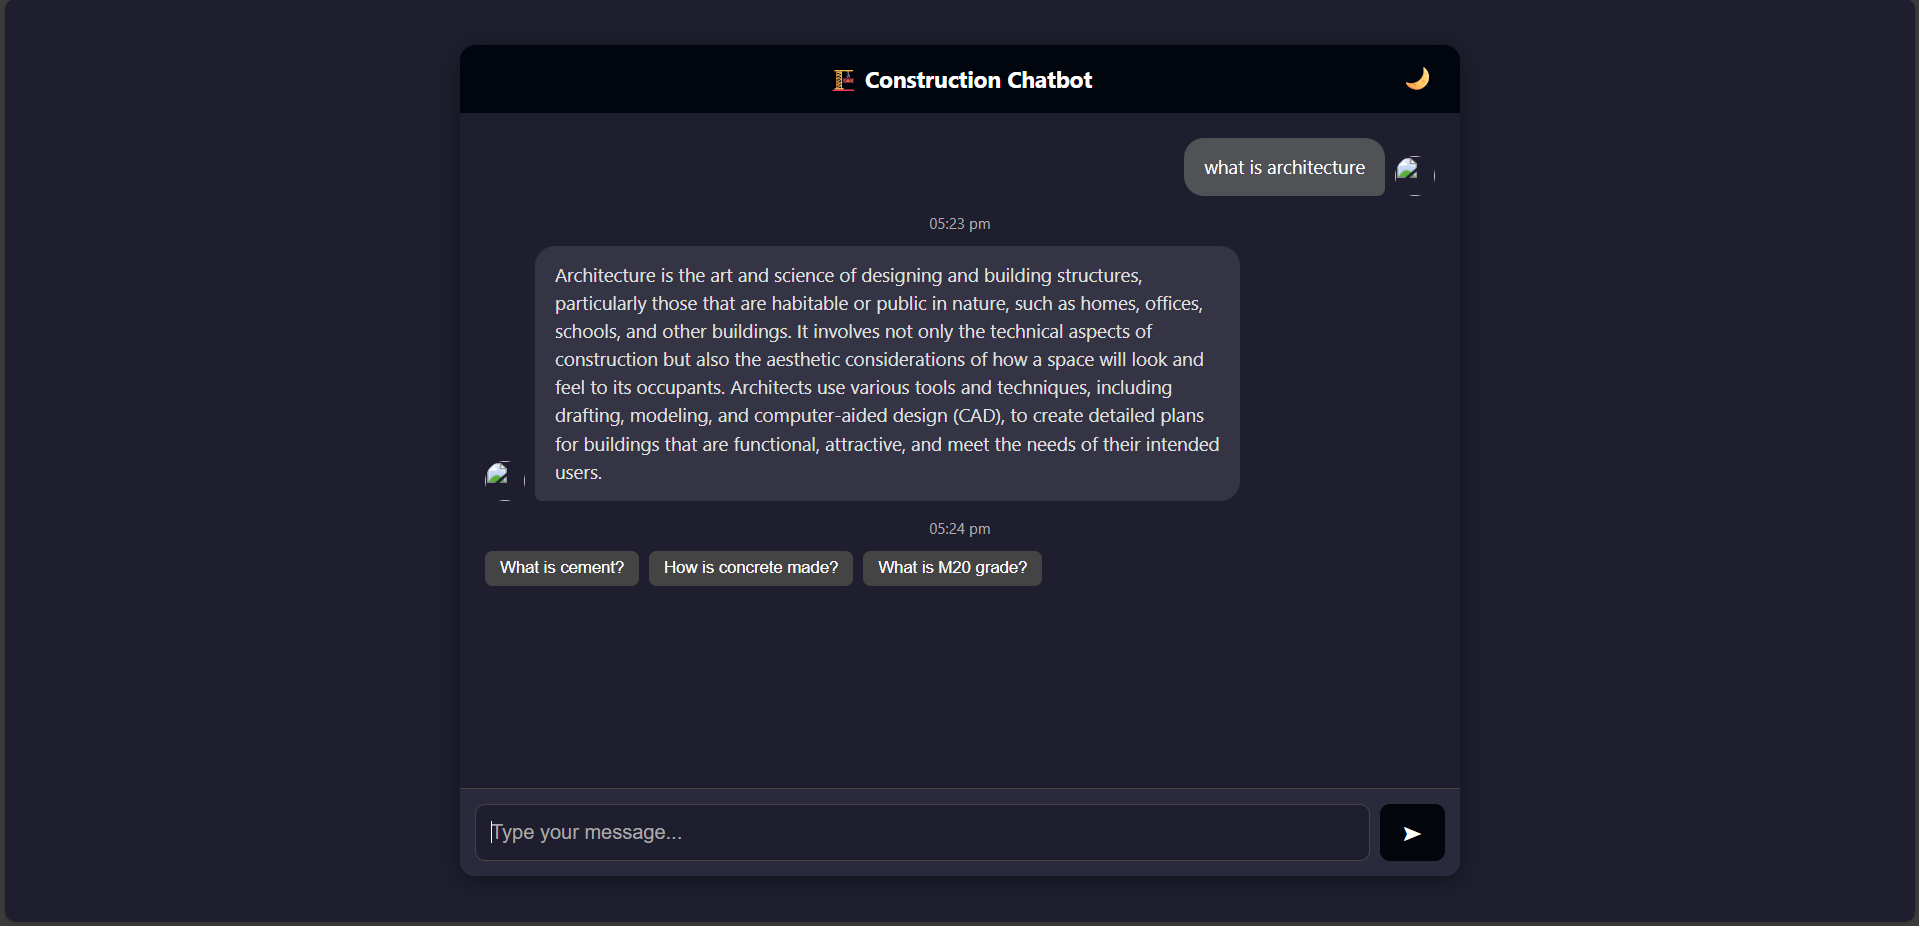 Construction Chatbot
what is architecture
05:23 pm
Architecture is the art and science of designing and building structures,
particularly those that are habitable or public in nature, such as homes, offices,
schools, and other buildings. It involves not only the technical aspects of
construction but also the aesthetic considerations of how a space will look and
feel to its occupants. Architects use various tools and techniques, including
drafting, modeling, and computer-aided design (CAD), to create detailed plans
for buildings that are functional, attractive, and meet the needs of their intended
users.
05:24 pm
What is cement? How is concrete made? What is M20 grade?
Type your message...